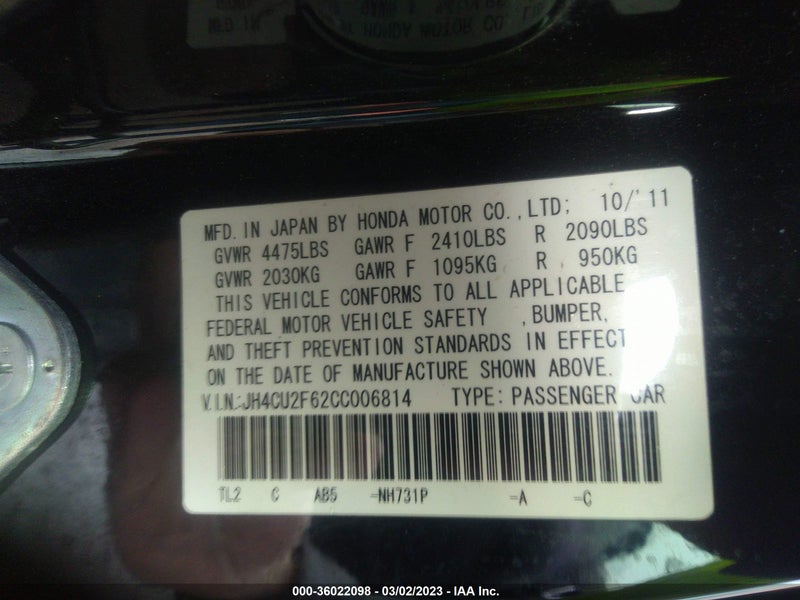 MFD. IN JAPAN BY HONDA MOTOR CO.,LTD; 10/'11
GVWR 4475LBS GAWR F 2410LBS R 2090LBS
GVWR 2030KG GAWR F 1095KG R 950KG
THIS VEHICLE CONFORMS TO ALL APPLICABLE
FEDERAL MOTOR VEHICLE SAFETY ,BUMPER,
AND THEFT PREVENTION STANDARDS IN EFFECT
ON THE DATE OF MANUFACTURE SHOWN ABOVE.
V.I.N.:JH4CU2F62CC006814 TYPE: PASSENGER CAR
TL2 C AB5 -NH731P -A -C
000-36022098 - 03/02/2023 - IAA Inc.